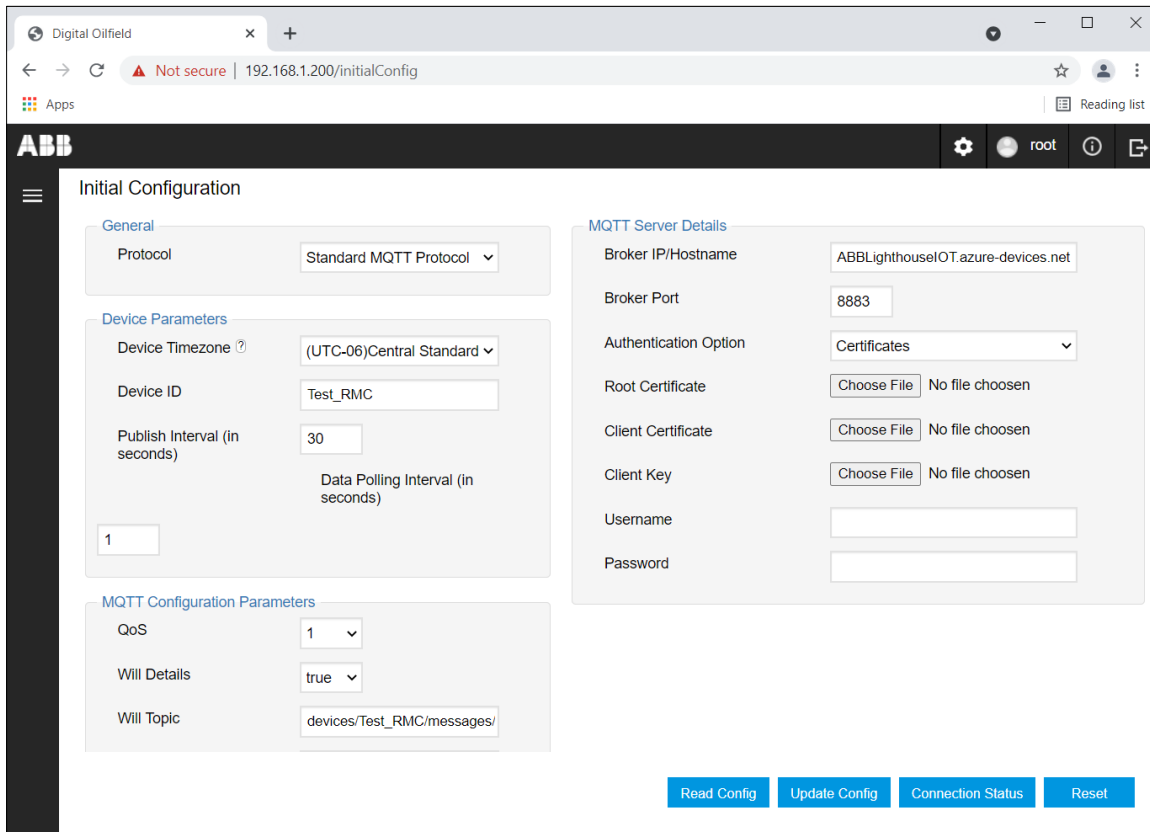 Digital Oilfield
Not secure | 192.168.1.200/initialConfig
Apps
Reading list
ABB
root
Initial Configuration
General
Protocol
Standard MQTT Protocol
Device Parameters
Device Timezone ?
(UTC-06)Central Standard
Device ID
Test_RMC
Publish Interval (in
seconds)
30
Data Polling Interval (in
seconds)
1
MQTT Configuration Parameters
QoS
1
Will Details
true
Will Topic
devices/Test_RMC/messages/
MQTT Server Details
Broker IP/Hostname
ABBLighthouseIOT.azure-devices.net
Broker Port
8883
Authentication Option
Certificates
Root Certificate
Choose File No file choosen
Client Certificate
Choose File No file choosen
Client Key
Choose File No file choosen
Username
Password
Read Config
Update Config
Connection Status
Reset